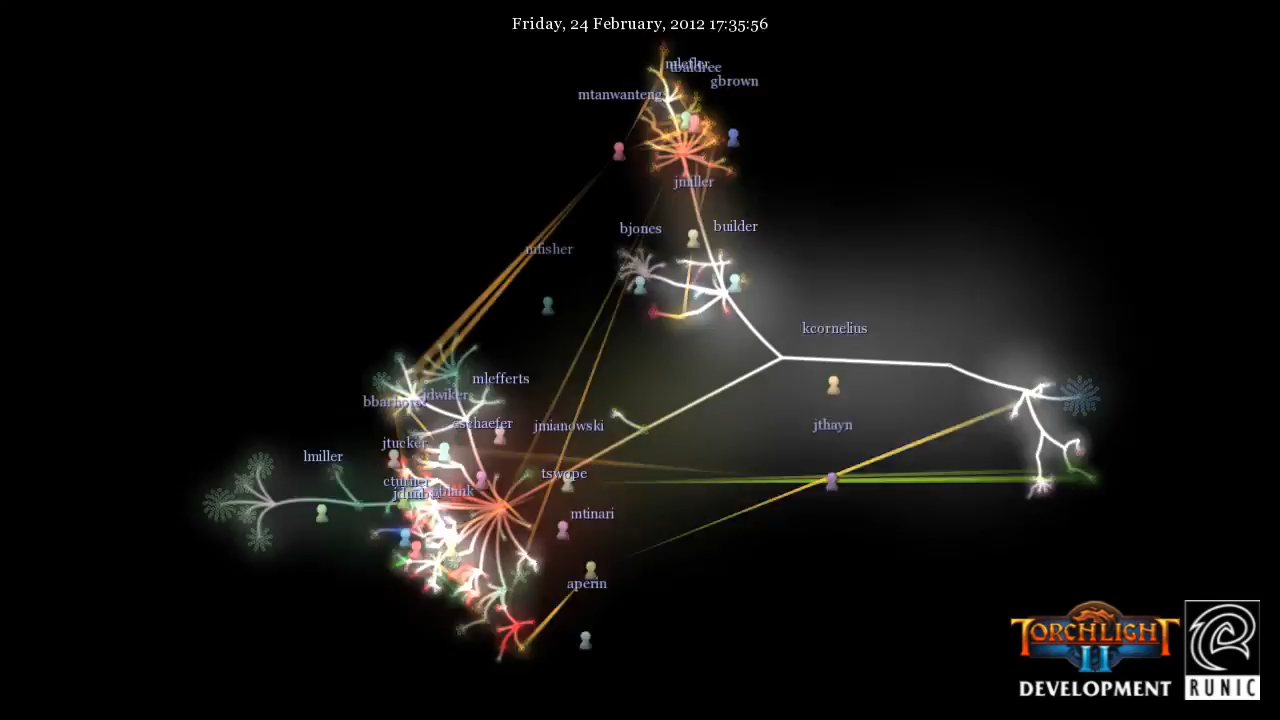 Friday, 24 February, 2012 17:35:56
gbrown
mtanwanteng
jmiller
bjones
builder
mfisher
kcornelius
mlefferts
jdwiker
jmianowski
jthayn
jtucker
lmiller
tswope
mtinari
aperin
TORCHLIGHT
II
DEVELOPMENT
RUNIC